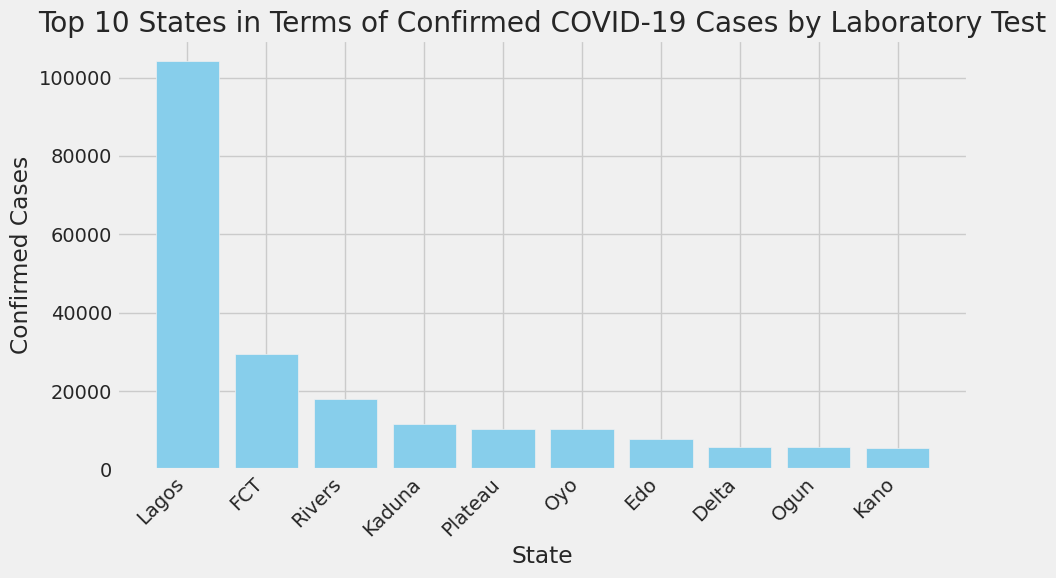 Top 10 States in Terms of Confirmed COVID-19 Cases by Laboratory Test
Confirmed Cases
100000
80000
60000
40000
20000
0
Lagos
FCT
Rivers
Kaduna
Plateau
Oyo
Edo
Delta
Ogun
Kano
State